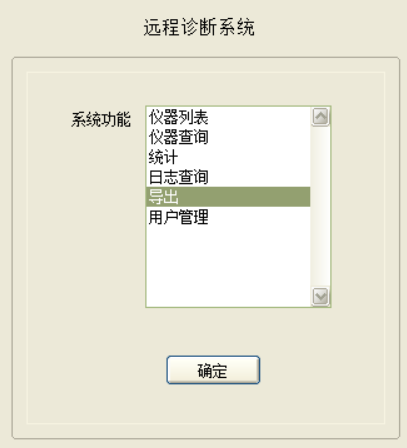 远程诊断系统
系统功能
仪器列表
仪器查询
统计
日志查询
导出
用户管理
确定